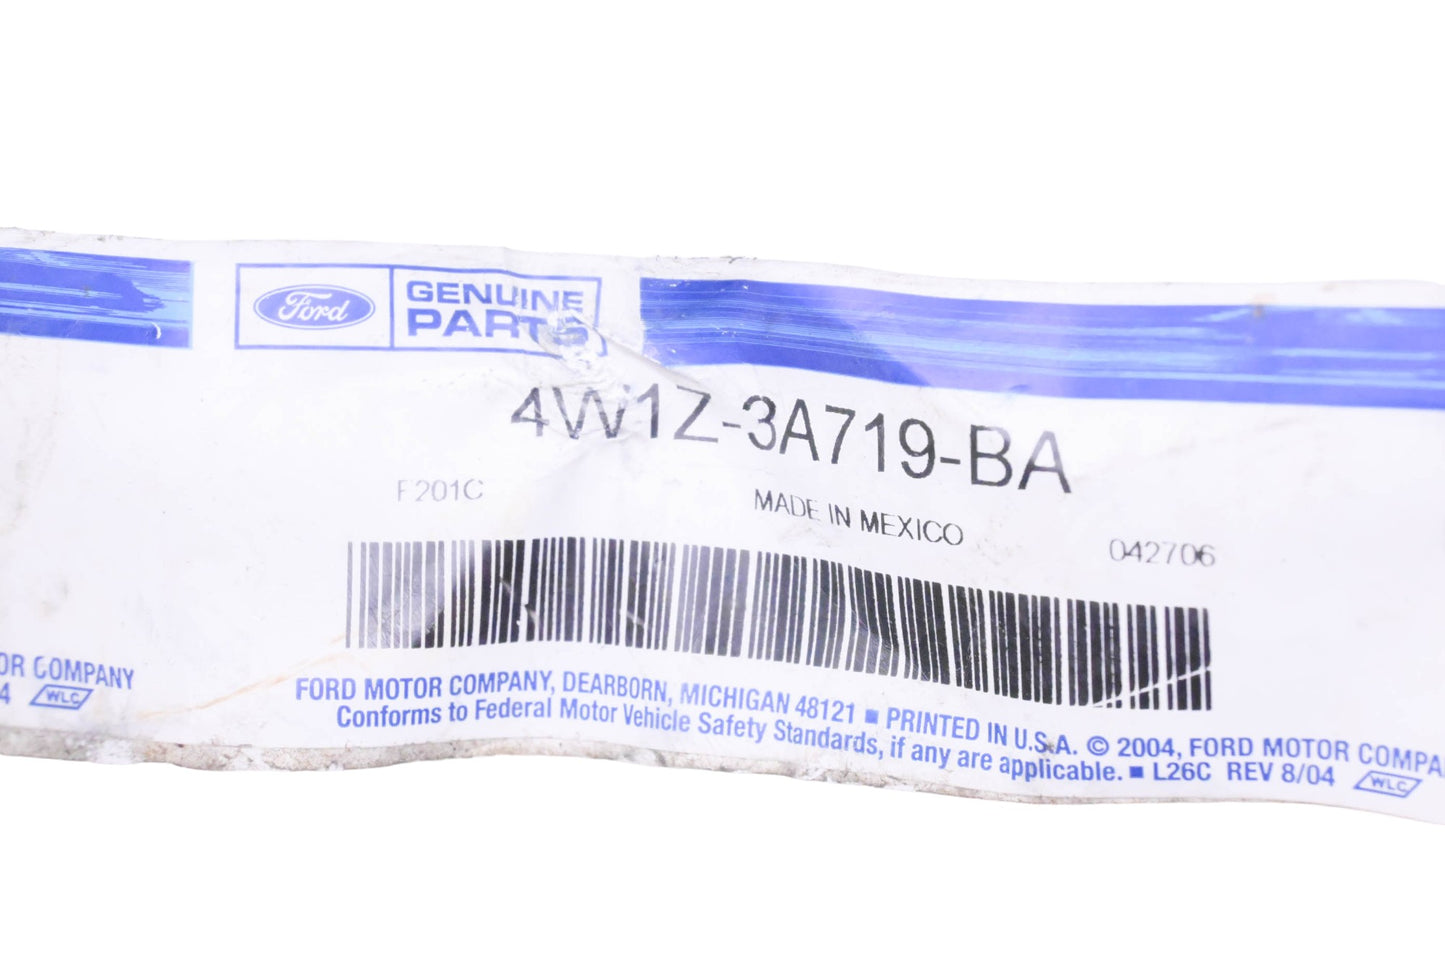 Ford GENUINE
PARTS
4W1Z-3A719-BA
F201C
MADE IN MEXICO
042706
OR COMPANY
4 WLC
FORD MOTOR COMPANY, DEARBORN, MICHIGAN 48121 ■ PRINTED IN U.S.A. © 2004, FORD MOTOR COMPA
Conforms to Federal Motor Vehicle Safety Standards, if any are applicable. ■ L26C REV 8/04 WLC